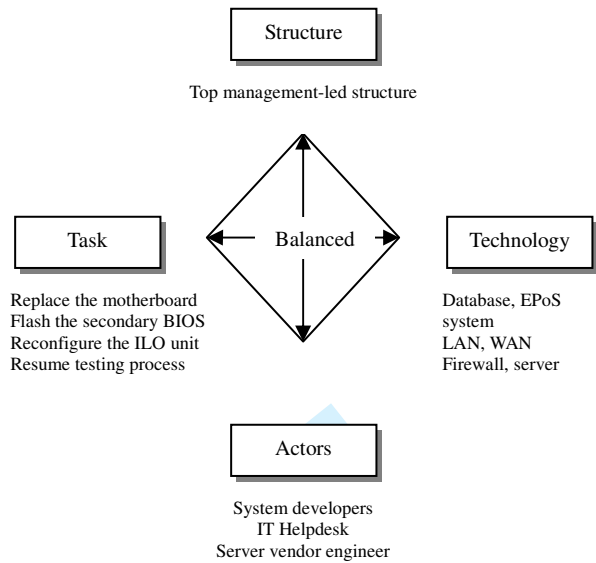 Structure
Top management-led structure
Task
Balanced
Technology
Replace the motherboard
Flash the secondary BIOS
Reconfigure the ILO unit
Resume testing process
Database, EPoS
system
LAN, WAN
Firewall, server
Actors
System developers
IT Helpdesk
Server vendor engineer